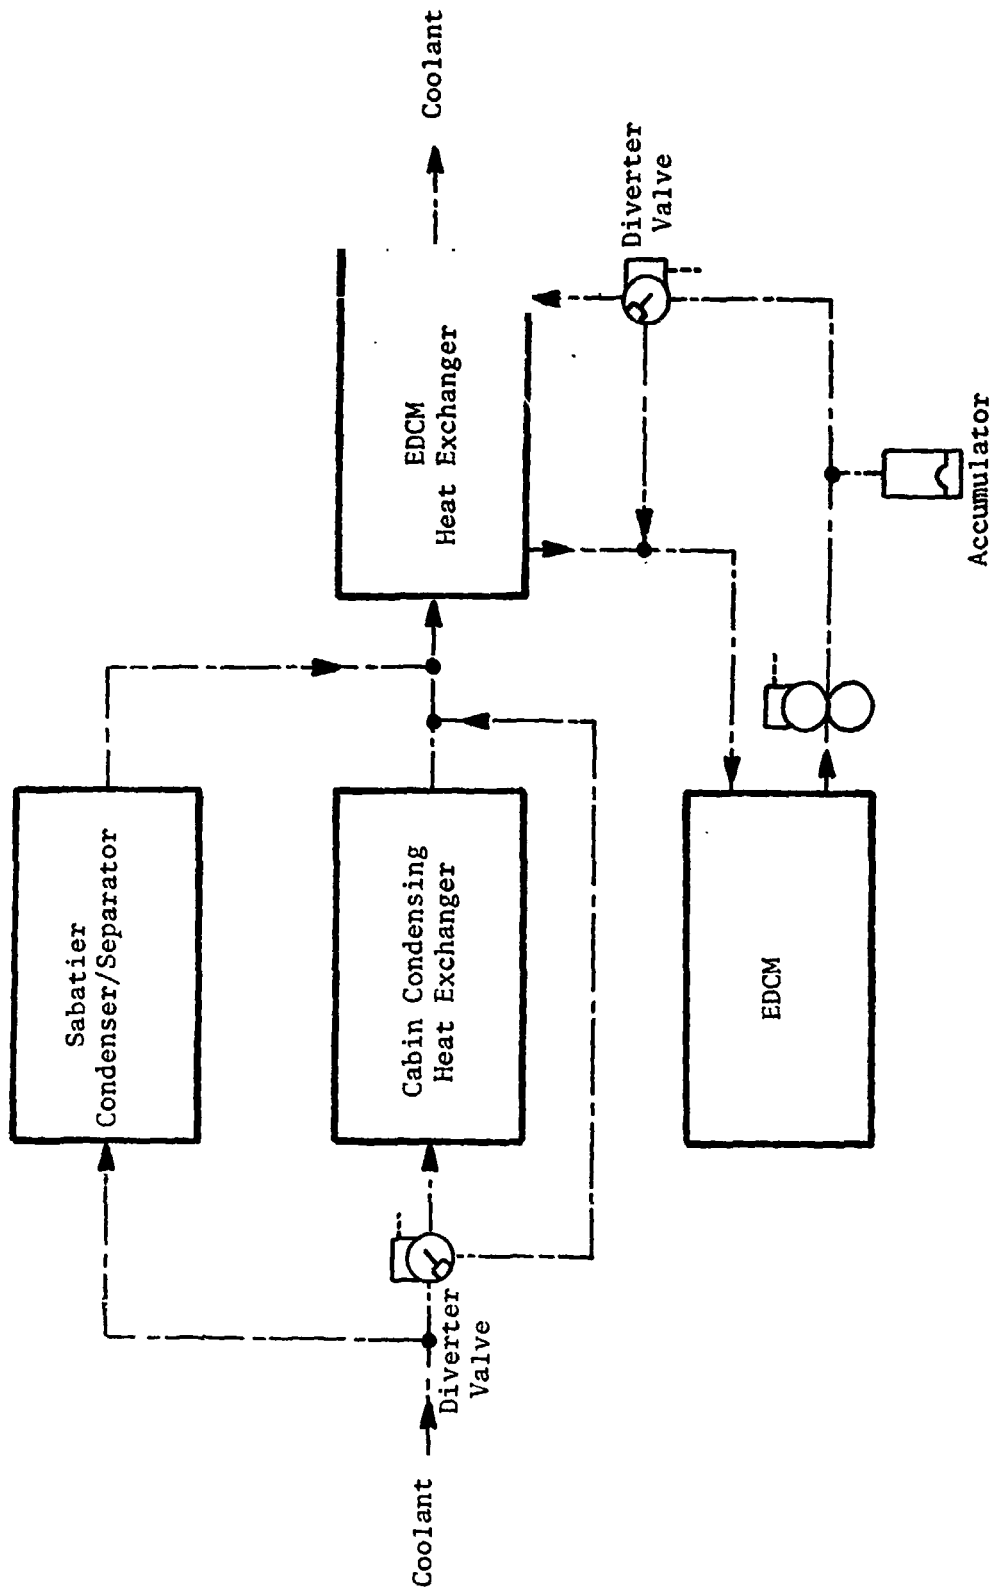 Sabatier
Condenser/Separator
Coolant
Diverter
Valve
Cabin Condensing
Heat Exchanger
EDCM
Heat Exchanger
Coolant
EDCM
Diverter
Valve
Accumulator